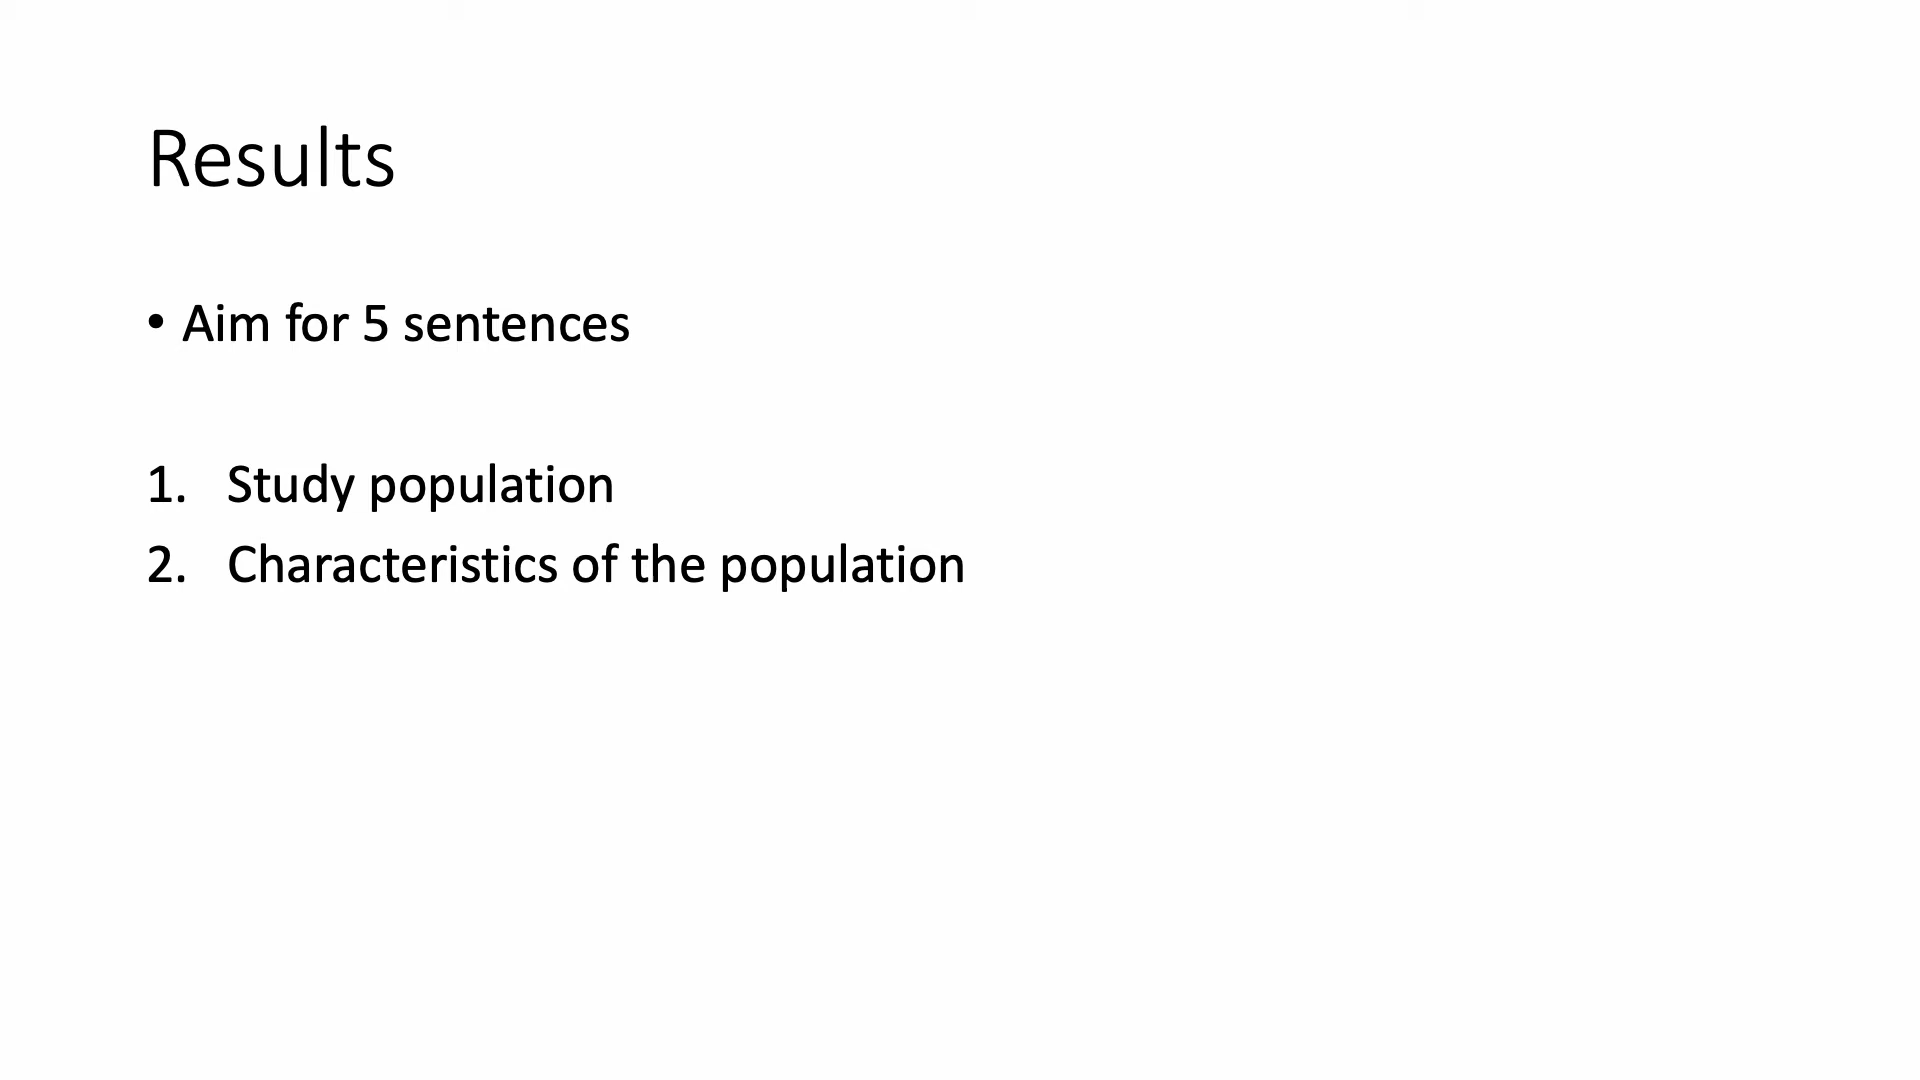 Results
• Aim for 5 sentences
1. Study population
2. Characteristics of the population